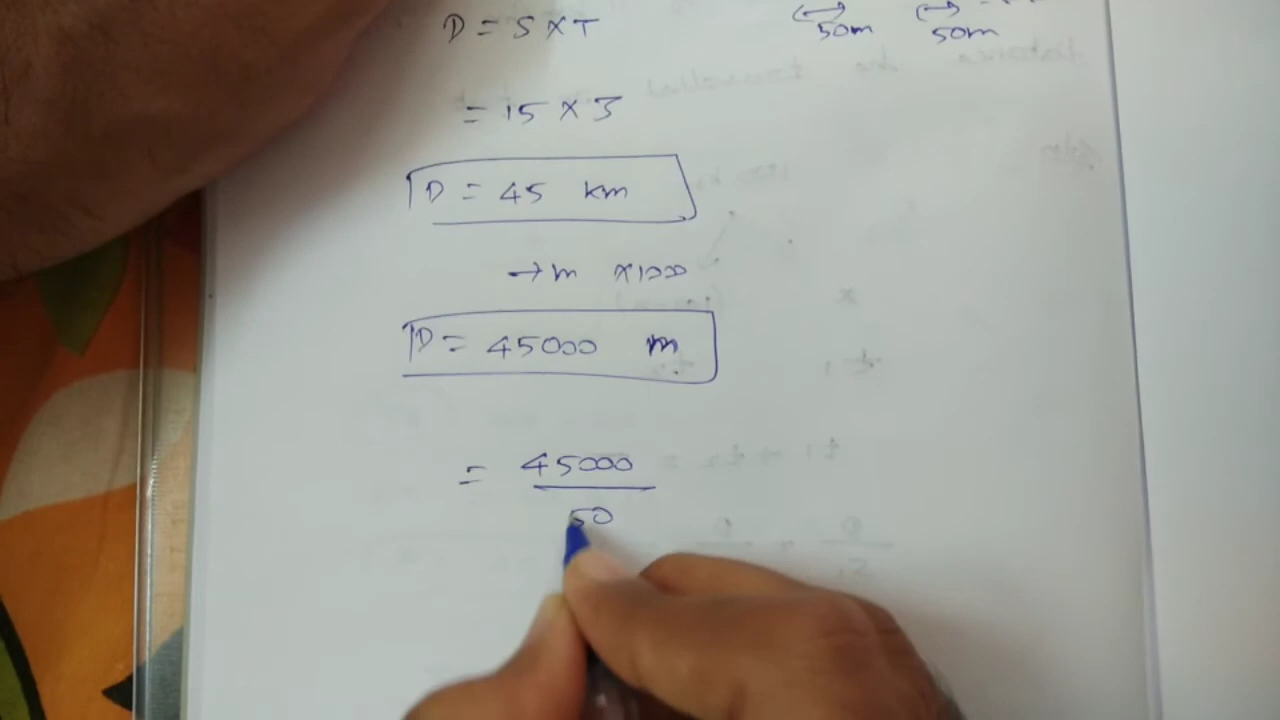 D = S × T
50m 50m
= 15 × 3
D = 45 km
→ m ×1000
D = 45000 m
= 45000
50